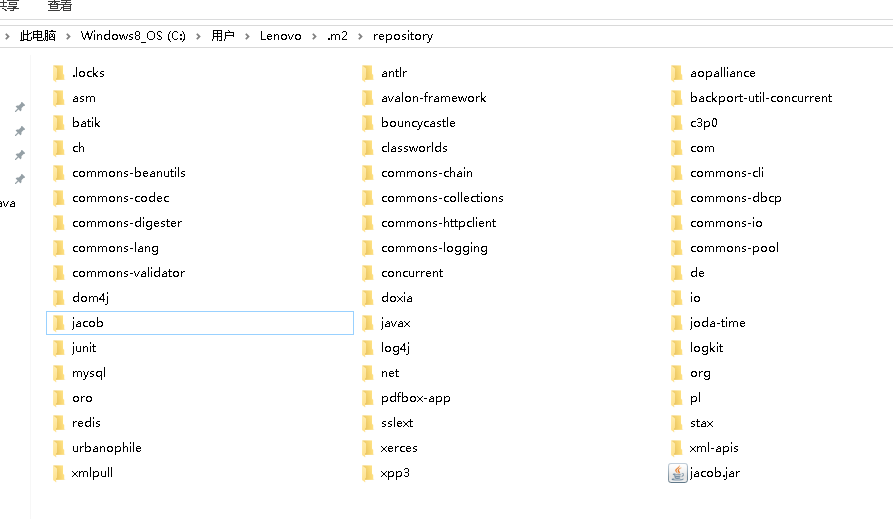 共享 查看
此电脑 > Windows8_OS (C:) > 用户 > Lenovo > .m2 > repository
.locks antlr aopalliance
asm avalon-framework backport-util-concurrent
batik bouncycastle c3p0
ch classworlds com
commons-beanutils commons-chain commons-cli
commons-codec commons-collections commons-dbcp
commons-digester commons-httpclient commons-io
commons-lang commons-logging commons-pool
commons-validator concurrent de
dom4j doxia io
jacob javax joda-time
junit log4j logkit
mysql net org
oro pdfbox-app pl
redis sslext stax
urbanophile xerces xml-apis
xmlpull xpp3 jacob.jar
ava